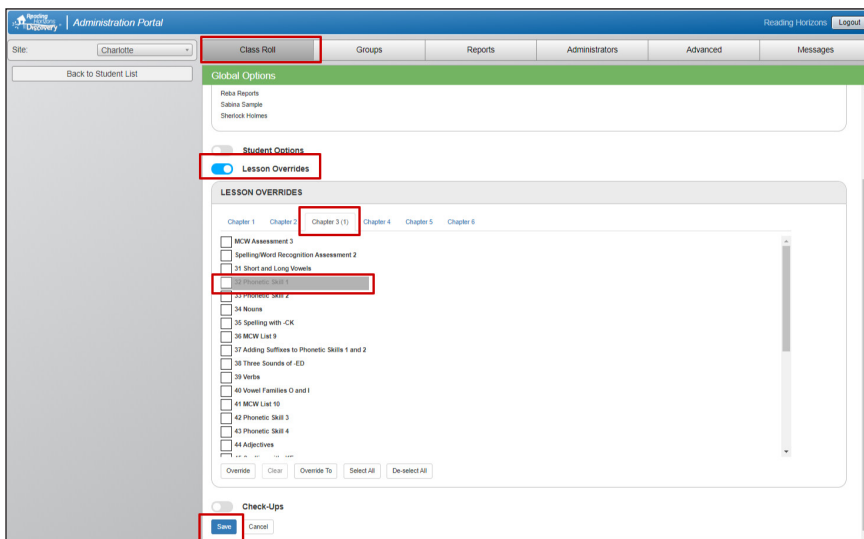 Reading Horizons Discovery
Administration Portal
Reading Horizons
Logout
Site:
Charlotte
Class Roll
Groups
Reports
Administrators
Advanced
Messages
Back to Student List
Global Options
Reba Reports
Sabina Sample
Sherlock Holmes
Student Options
Lesson Overrides
LESSON OVERRIDES
Chapter 1
Chapter 2
Chapter 3 (1)
Chapter 4
Chapter 5
Chapter 6
MCW Assessment 3
Spelling/Word Recognition Assessment 2
31 Short and Long Vowels
32 Phonetic Skill 1
33 Phonetic Skill 2
34 Nouns
35 Spelling with -CK
36 MCW List 9
37 Adding Suffixes to Phonetic Skills 1 and 2
38 Three Sounds of -ED
39 Verbs
40 Vowel Families O and I
41 MCW List 10
42 Phonetic Skill 3
43 Phonetic Skill 4
44 Adjectives
Override
Clear
Override To
Select All
De-select All
Check-Ups
Save
Cancel